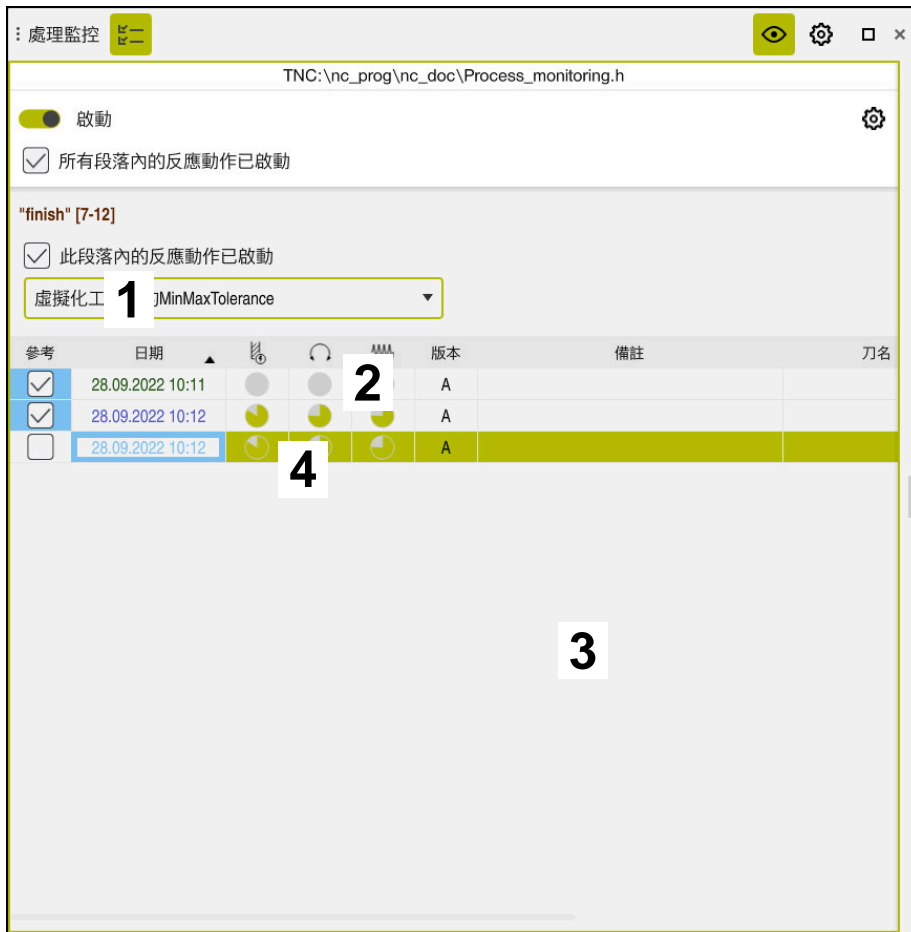 處理監控
TNC:\nc_prog\nc_doc\Process_monitoring.h
啟動
所有段落內的反應動作已啟動
"finish" [7-12]
此段落內的反應動作已啟動
虛擬化工 1 MinMaxTolerance
參考 日期 版本 備註 刀名
2
28.09.2022 10:11 A
28.09.2022 10:12 A
28.09.2022 10:12 A
4
3